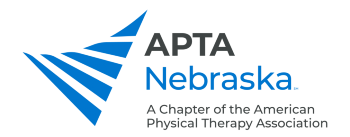 APTA
Nebraska
A Chapter of the American
Physical Therapy Association